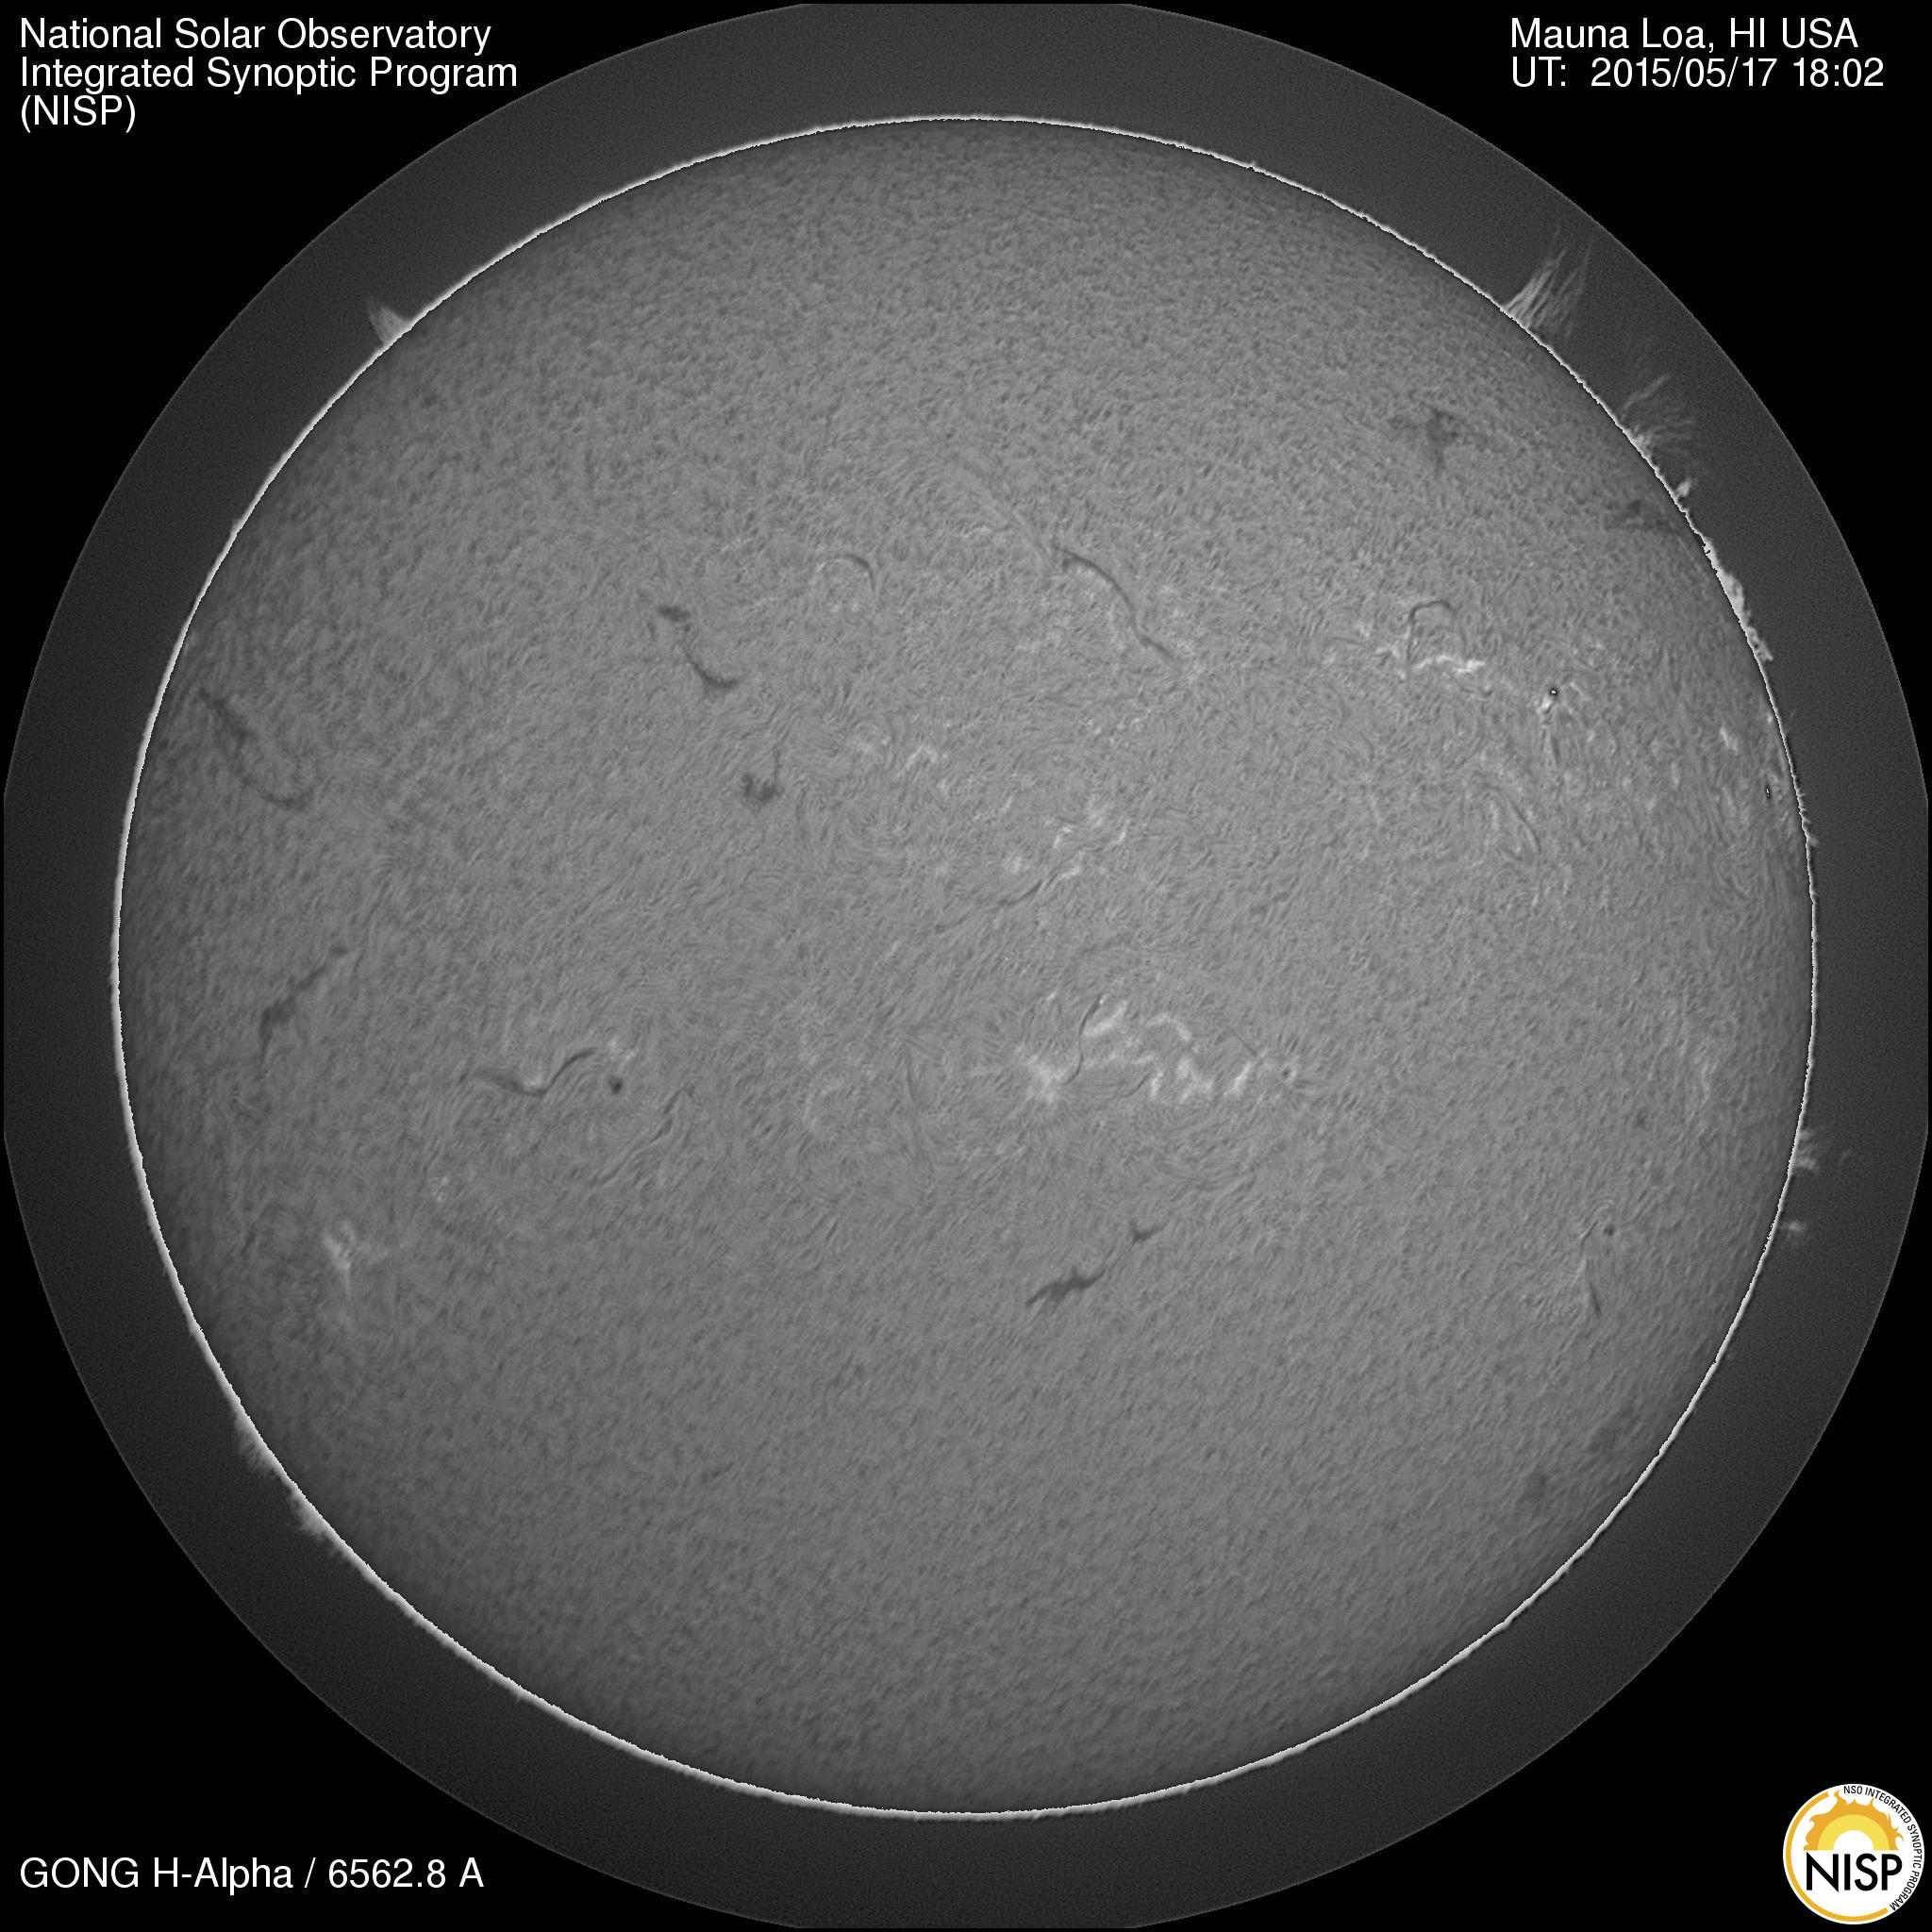 National Solar Observatory
Integrated Synoptic Program
(NISP)
Mauna Loa, HI USA
UT: 2015/05/17 18:02
GONG H-Alpha / 6562.8 A
NSO INTEGRATED SYNOPTIC PROGRAM
NISP